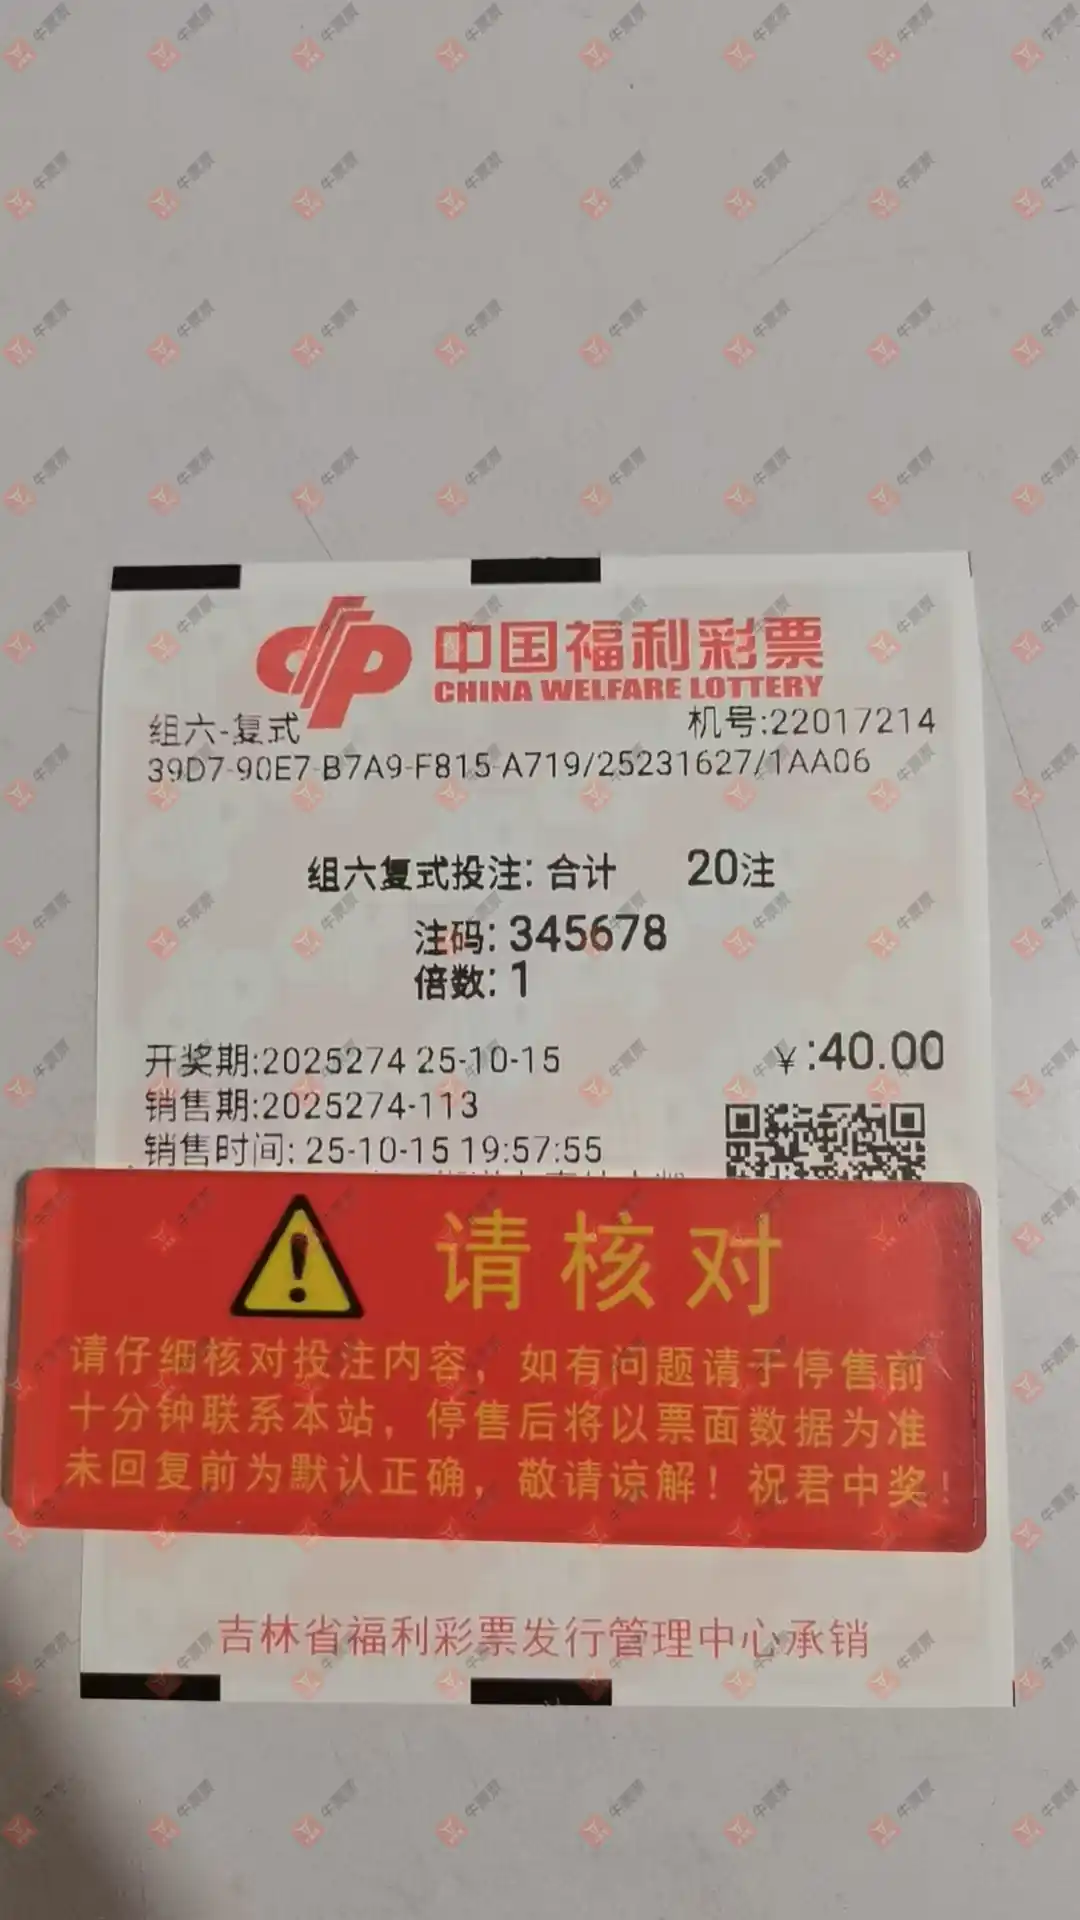 中国福利彩票
CHINA WELFARE LOTTERY
组六-复式 机号:22017214
39D7-90E7-B7A9-F815-A719/25231627/1AA06
组六复式投注: 合计 20注
注码: 345678
倍数: 1
开奖期:2025274 25-10-15 ¥:40.00
销售期:2025274-113
销售时间: 25-10-15 19:57:55
请核对
请仔细核对投注内容，如有问题请于停售前
十分钟联系本站，停售后将以票面数据为准
未回复前为默认正确，敬请谅解！祝君中奖！
吉林省福利彩票发行管理中心承销
牛票票